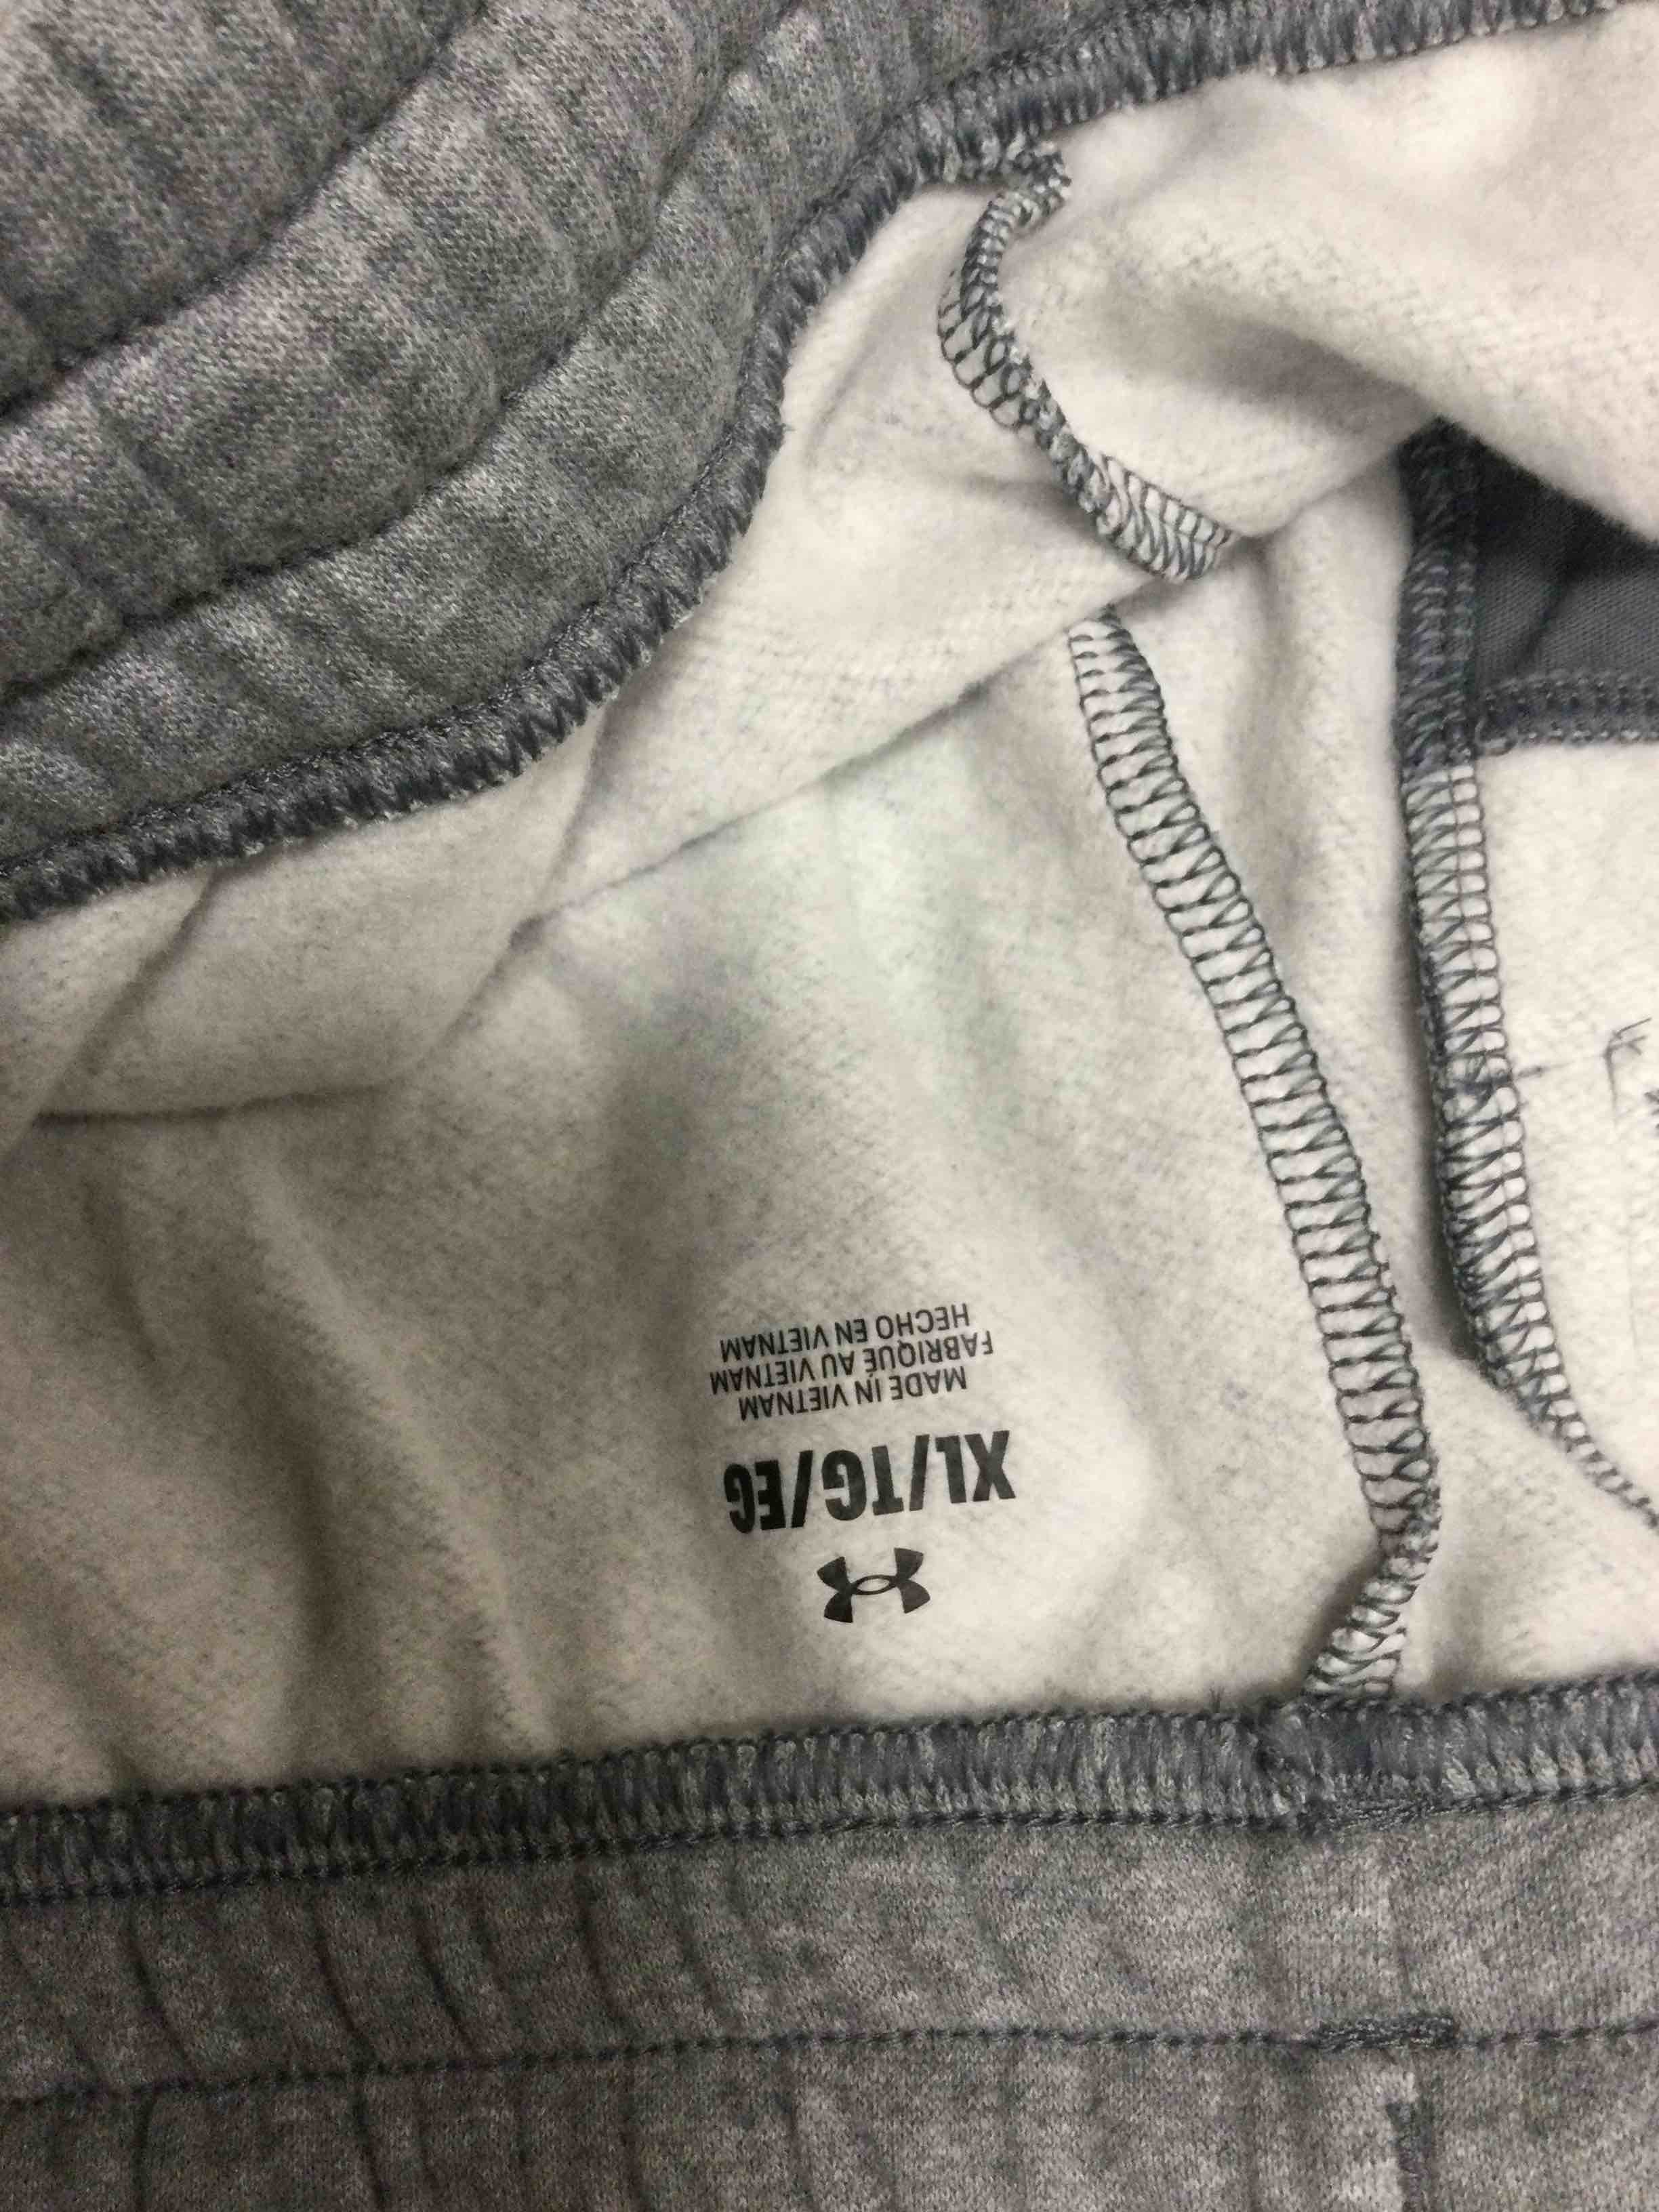 XL/TG/EG
MADE IN VIETNAM
FABRIQUÉ AU VIETNAM
HECHO EN VIETNAM